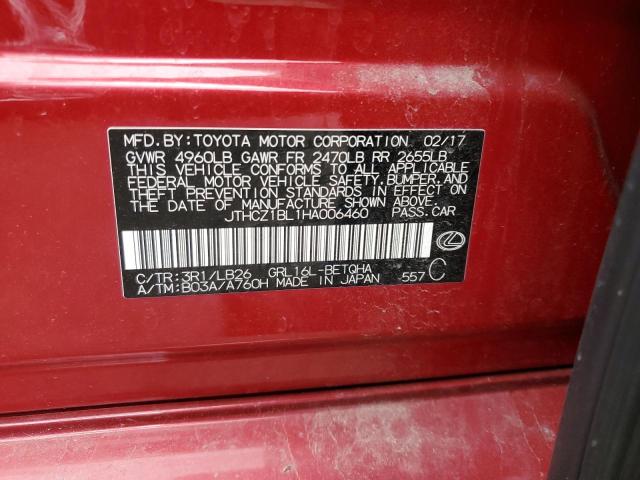 MFD.BY:TOYOTA MOTOR CORPORATION 02/17
GVWR 4960LB GAWR FR 2470LB RR 2655LB
THIS VEHICLE CONFORMS TO ALL APPLICABLE
FEDERAL MOTOR VEHICLE SAFETY, BUMPER, AND
THEFT PREVENTION STANDARDS IN EFFECT ON
THE DATE OF MANUFACTURE SHOWN ABOVE.
JTHCZ1BL1HA006460 PASS.CAR
C/TR:3R1/LB26 GRL16L-BETQHA
A/TM:B03A/A760H MADE IN JAPAN 557 C